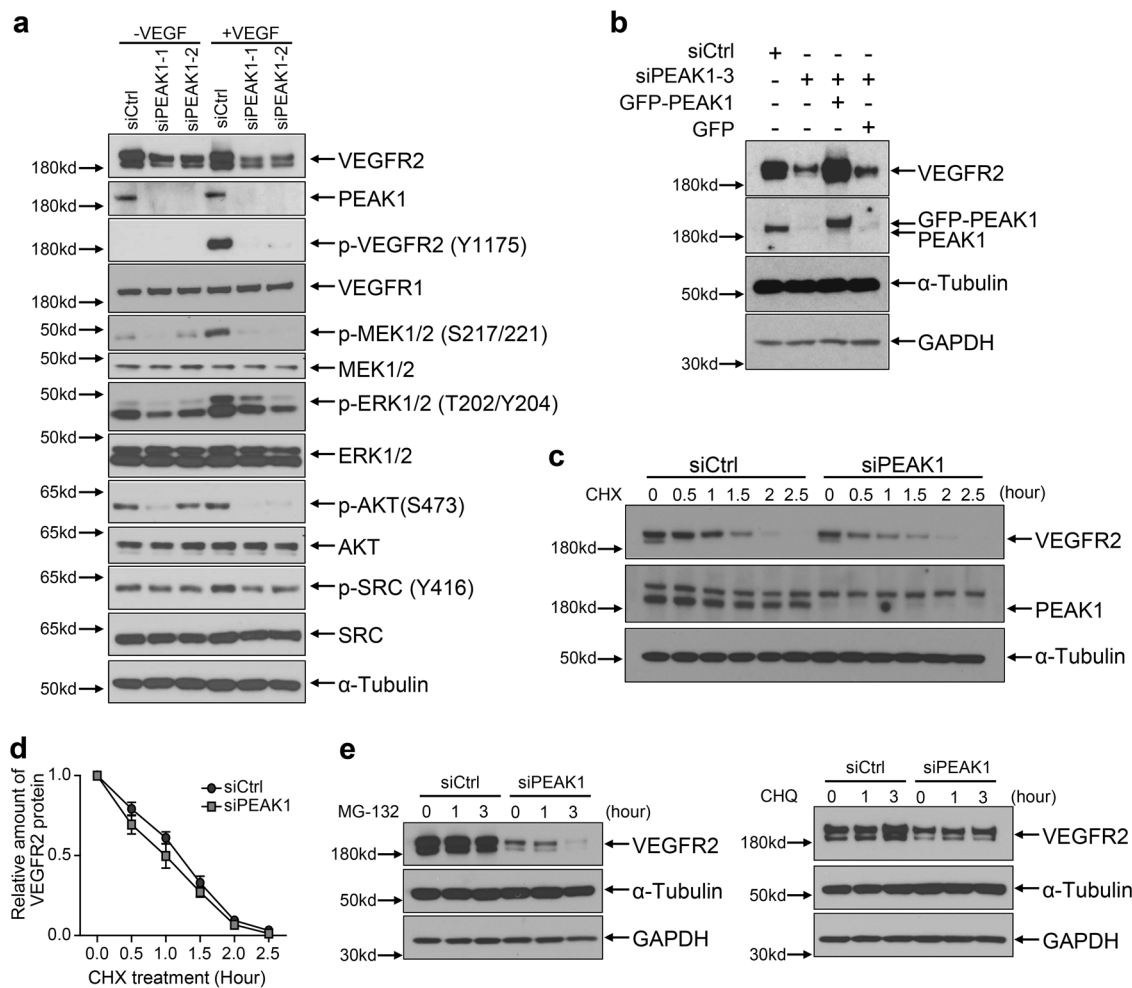 a
-VEGF +VEGF
siCtrl siPEAK1-1 siPEAK1-2 siCtrl siPEAK1-1 siPEAK1-2
180kd VEGFR2
180kd PEAK1
180kd p-VEGFR2 (Y1175)
180kd VEGFR1
50kd p-MEK1/2 (S217/221)
50kd MEK1/2
50kd p-ERK1/2 (T202/Y204)
50kd ERK1/2
65kd p-AKT(S473)
65kd AKT
65kd p-SRC (Y416)
65kd SRC
50kd α-Tubulin
b
siCtrl + - - -
siPEAK1-3 - + + +
GFP-PEAK1 - - + -
GFP - - - +
180kd VEGFR2
GFP-PEAK1
180kd PEAK1
50kd α-Tubulin
GAPDH
30kd
c
siCtrl siPEAK1
CHX 0 0.5 1 1.5 2 2.5 0 0.5 1 1.5 2 2.5 (hour)
180kd VEGFR2
180kd PEAK1
50kd α-Tubulin
d
Relative amount of
VEGFR2 protein
1.0
0.5
0.0
siCtrl
siPEAK1
0.0 0.5 1.0 1.5 2.0 2.5
CHX treatment (Hour)
e
siCtrl siPEAK1
MG-132 0 1 3 0 1 3 (hour)
180kd VEGFR2
50kd α-Tubulin
GAPDH
30kd
siCtrl siPEAK1
CHQ 0 1 3 0 1 3 (hour)
180kd VEGFR2
50kd α-Tubulin
GAPDH
30kd